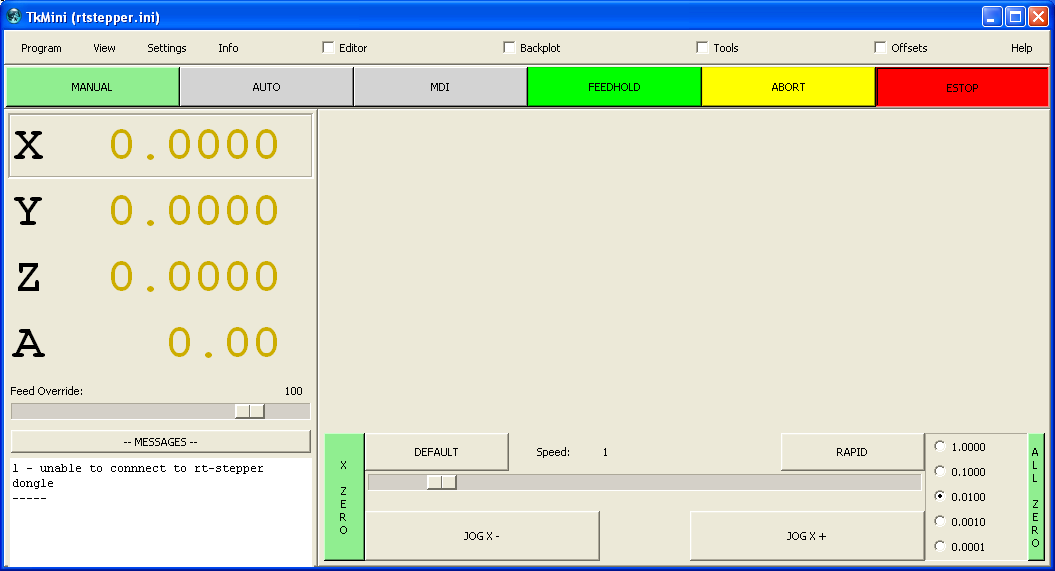 TkMini (rtstepper.ini)
Program View Settings Info Editor Backplot Tools Offsets Help
MANUAL AUTO MDI FEEDHOLD ABORT ESTOP
X 0.0000
Y 0.0000
Z 0.0000
A 0.00
Feed Override: 100
-- MESSAGES --
1 - unable to connnect to rt-stepper
dongle
-----
X ZERO
DEFAULT Speed: 1 RAPID
JOG X - JOG X +
1.0000
0.1000
0.0100
0.0010
0.0001
ALL ZERO